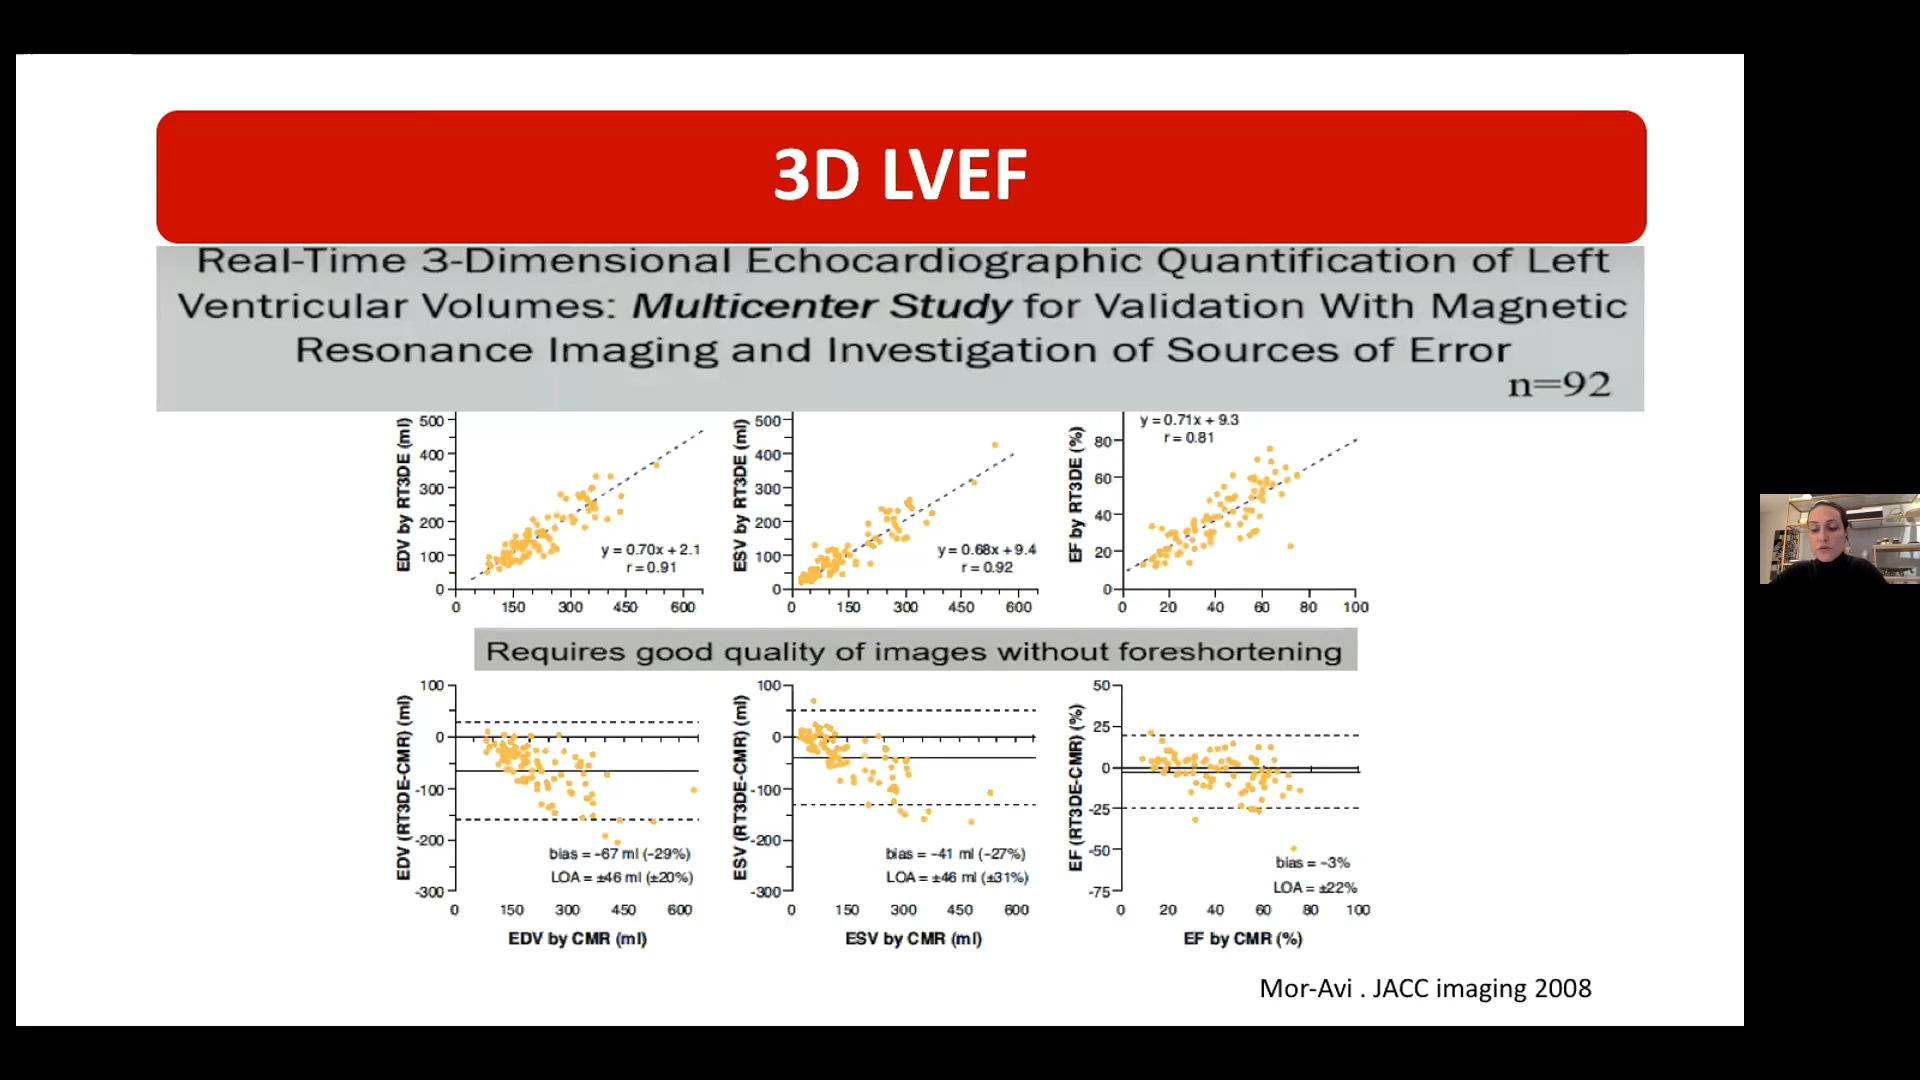 3D LVEF
Real-Time 3-Dimensional Echocardiographic Quantification of Left
Ventricular Volumes: Multicenter Study for Validation With Magnetic
Resonance Imaging and Investigation of Sources of Error
n=92
EDV by RT3DE (ml)
500
400
300
200
100
0
y = 0.70x + 2.1
r = 0.91
0 150 300 450 600
ESV by RT3DE (ml)
500
400
300
200
100
0
y = 0.68x + 9.4
r = 0.92
0 150 300 450 600
EF by RT3DE (%)
y = 0.71x + 9.3
r = 0.81
80
60
40
20
0
0 20 40 60 80 100
Requires good quality of images without foreshortening
EDV (RT3DE-CMR) (ml)
100
0
-100
-200
-300
bias = -67 ml (-29%)
LOA = ±46 ml (±20%)
0 150 300 450 600
EDV by CMR (ml)
ESV (RT3DE-CMR) (ml)
100
0
-100
-200
-300
bias = -41 ml (-27%)
LOA = ±46 ml (±31%)
0 150 300 450 600
ESV by CMR (ml)
EF (RT3DE-CMR) (%)
50
25
0
-25
-50
-75
bias = -3%
LOA = ±22%
0 20 40 60 80 100
EF by CMR (%)
Mor-Avi . JACC imaging 2008